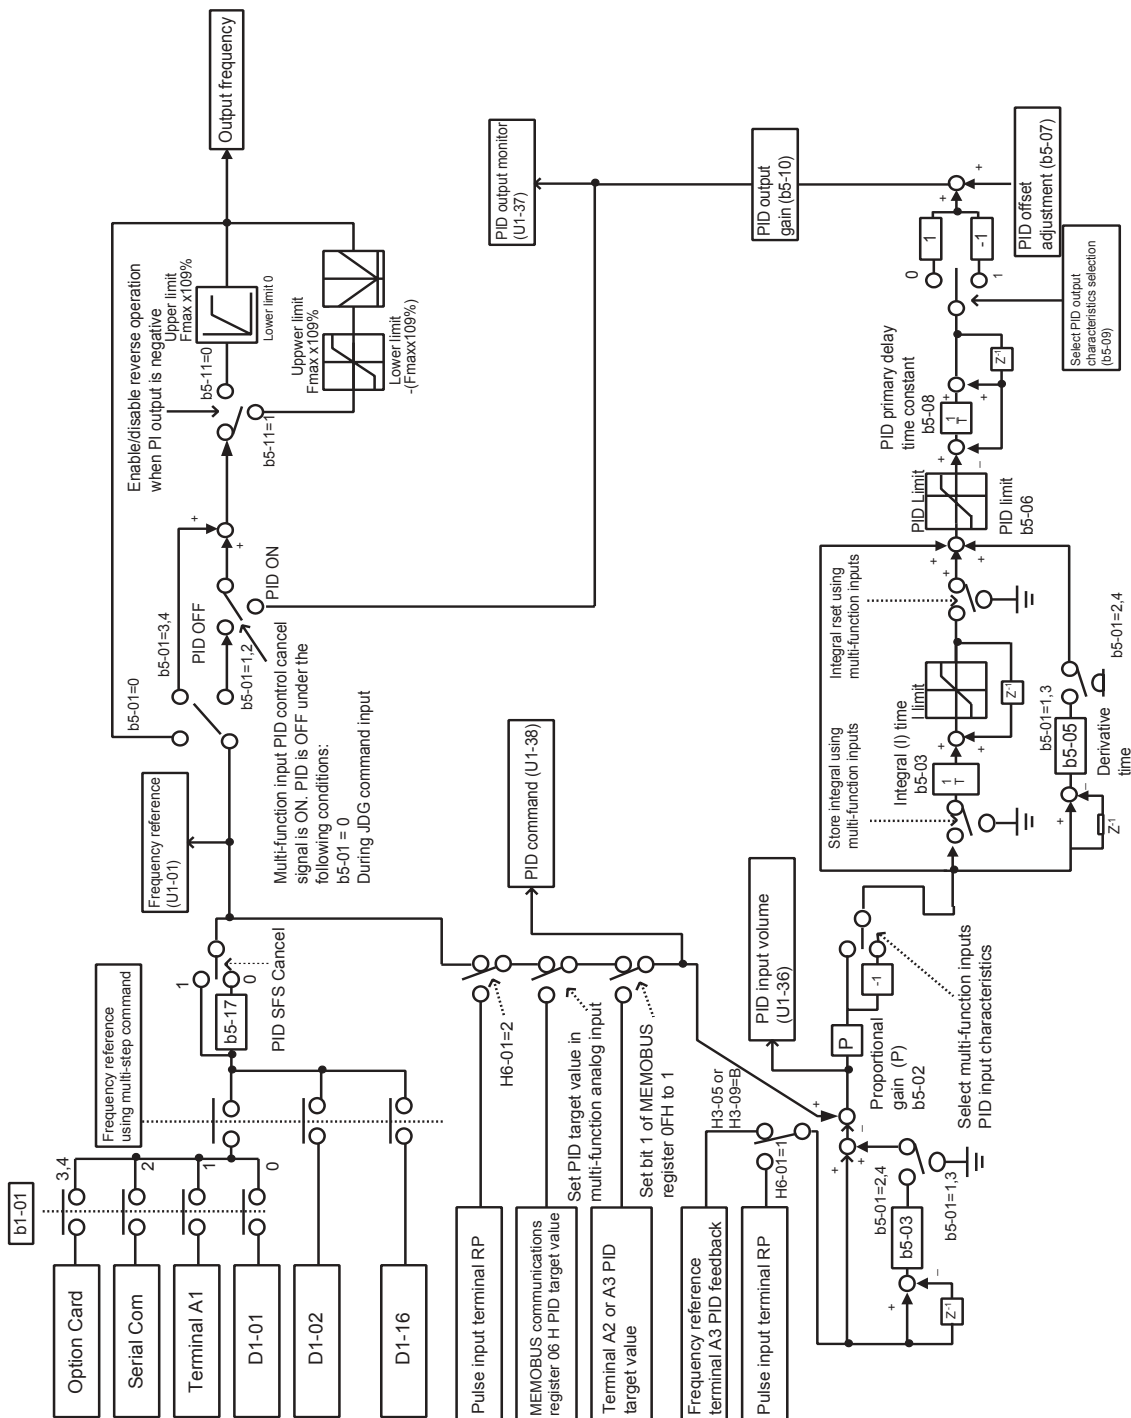 Option Card
Serial Com
Terminal A1
D1-01
D1-02
D1-16
b1-01
3,4
2
1
0
Frequency reference
using multi-step command
1
0
b5-17
PID SFS Cancel
Frequency reference
(U1-01)
b5-01=0
b5-01=3,4
PID OFF
b5-01=1,2
PID ON
+
+
Multi-function input PID control cancel
signal is ON. PID is OFF under the
following conditions:
b5-01 = 0
During JDG command input
Enable/disable reverse operation
when PI output is negative
b5-11=0
b5-11=1
Upper limit
Fmax x109%
Lower limit 0
Uppwer limit
Fmax x109%
Lower limit
-(Fmaxx109%)
Output frequency
Pulse input terminal RP
MEMOBUS communications
register 06 H PID target value
Terminal A2 or A3 PID
target value
H6-01=2
Set PID target value in
multi-function analog input
Set bit 1 of MEMOBUS
register 0FH to 1
PID command (U1-38)
PID output monitor
(U1-37)
Frequency reference
terminal A3 PID feedback
Pulse input terminal RP
H3-05 or
H3-09=B
H6-01=1
PID input volume
(U1-36)
PID output
gain (b5-10)
+
−
+
+
+
−
Z-1
b5-03
b5-01=2,4
b5-01=1,3
P
Proportional
gain (P)
b5-02
-1
Select multi-function inputs
PID input characteristics
Store integral using
multi-function inputs
Integral (I) time
b5-03
1
T
+
+
I limit
Z-1
Integral rset using
multi-function inputs
+
−
Z-1
b5-05
Derivative
time
b5-01=1,3
b5-01=2,4
+
+
+
PID Limit
PID limit
b5-06
+
−
PID primary delay
time constant
b5-08
1
T
+
+
Z-1
0
1
1
-1
Select PID output
characteristics selection
(b5-09)
+
+
PID offset
adjustment (b5-07)